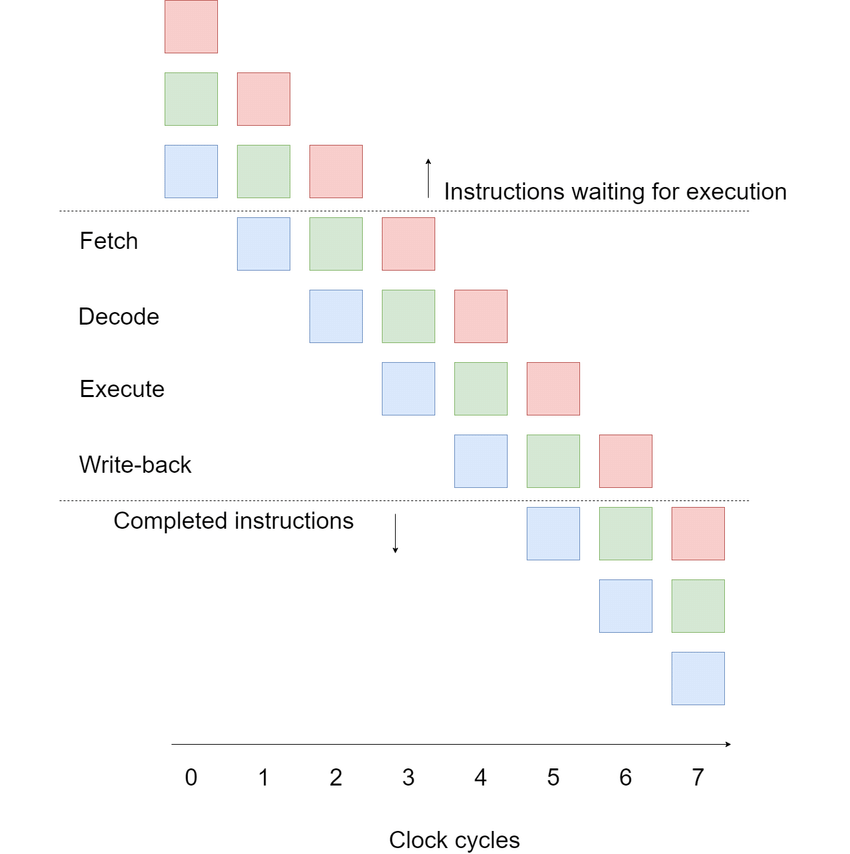 Instructions waiting for execution
Fetch
Decode
Execute
Write-back
Completed instructions
0 1 2 3 4 5 6 7
Clock cycles